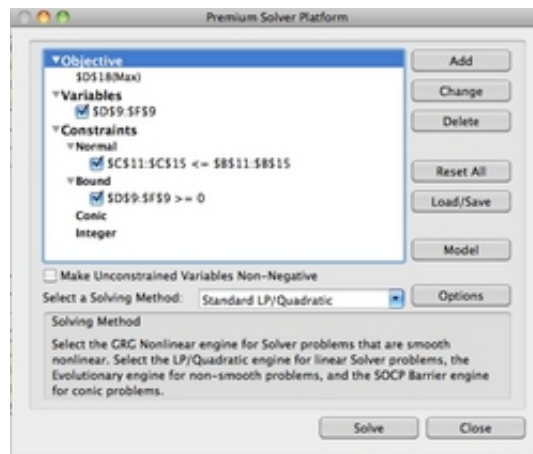 Premium Solver Platform
Objective
$D$18(Max)
Variables
$D$9:$F$9
Constraints
Normal
$C$11:$C$15 <= $B$11:$B$15
Bound
$D$9:$F$9 >= 0
Conic
Integer
Add
Change
Delete
Reset All
Load/Save
Model
Make Unconstrained Variables Non-Negative
Select a Solving Method: Standard LP/Quadratic
Options
Solving Method
Select the GRG Nonlinear engine for Solver problems that are smooth
nonlinear. Select the LP/Quadratic engine for linear Solver problems, the
Evolutionary engine for non-smooth problems, and the SOCP Barrier engine
for conic problems.
Solve
Close